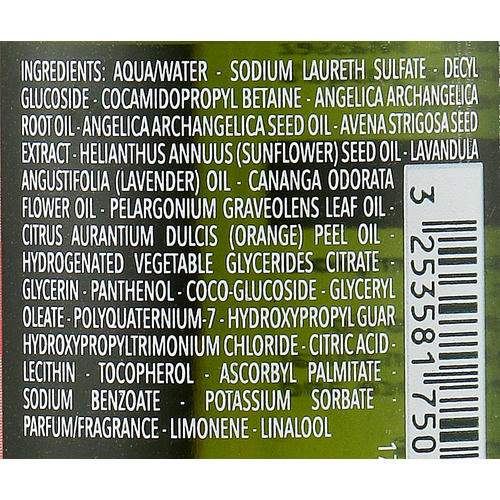 INGREDIENTS: AQUA/WATER - SODIUM LAURETH SULFATE - DECYL
GLUCOSIDE - COCAMIDOPROPYL BETAINE - ANGELICA ARCHANGELICA
ROOT OIL - ANGELICA ARCHANGELICA SEED OIL - AVENA STRIGOSA SEED
EXTRACT - HELIANTHUS ANNUUS (SUNFLOWER) SEED OIL - LAVANDULA
ANGUSTIFOLIA (LAVENDER) OIL - CANANGA ODORATA
FLOWER OIL - PELARGONIUM GRAVEOLENS LEAF OIL -
CITRUS AURANTIUM DULCIS (ORANGE) PEEL OIL -
HYDROGENATED VEGETABLE GLYCERIDES CITRATE -
GLYCERIN - PANTHENOL - COCO-GLUCOSIDE - GLYCERYL
OLEATE - POLYQUATERNIUM-7 - HYDROXYPROPYL GUAR
HYDROXYPROPYLTRIMONIUM CHLORIDE - CITRIC ACID -
LECITHIN - TOCOPHEROL - ASCORBYL PALMITATE -
SODIUM BENZOATE - POTASSIUM SORBATE -
PARFUM/FRAGRANCE - LIMONENE - LINALOOL
3 253581 750